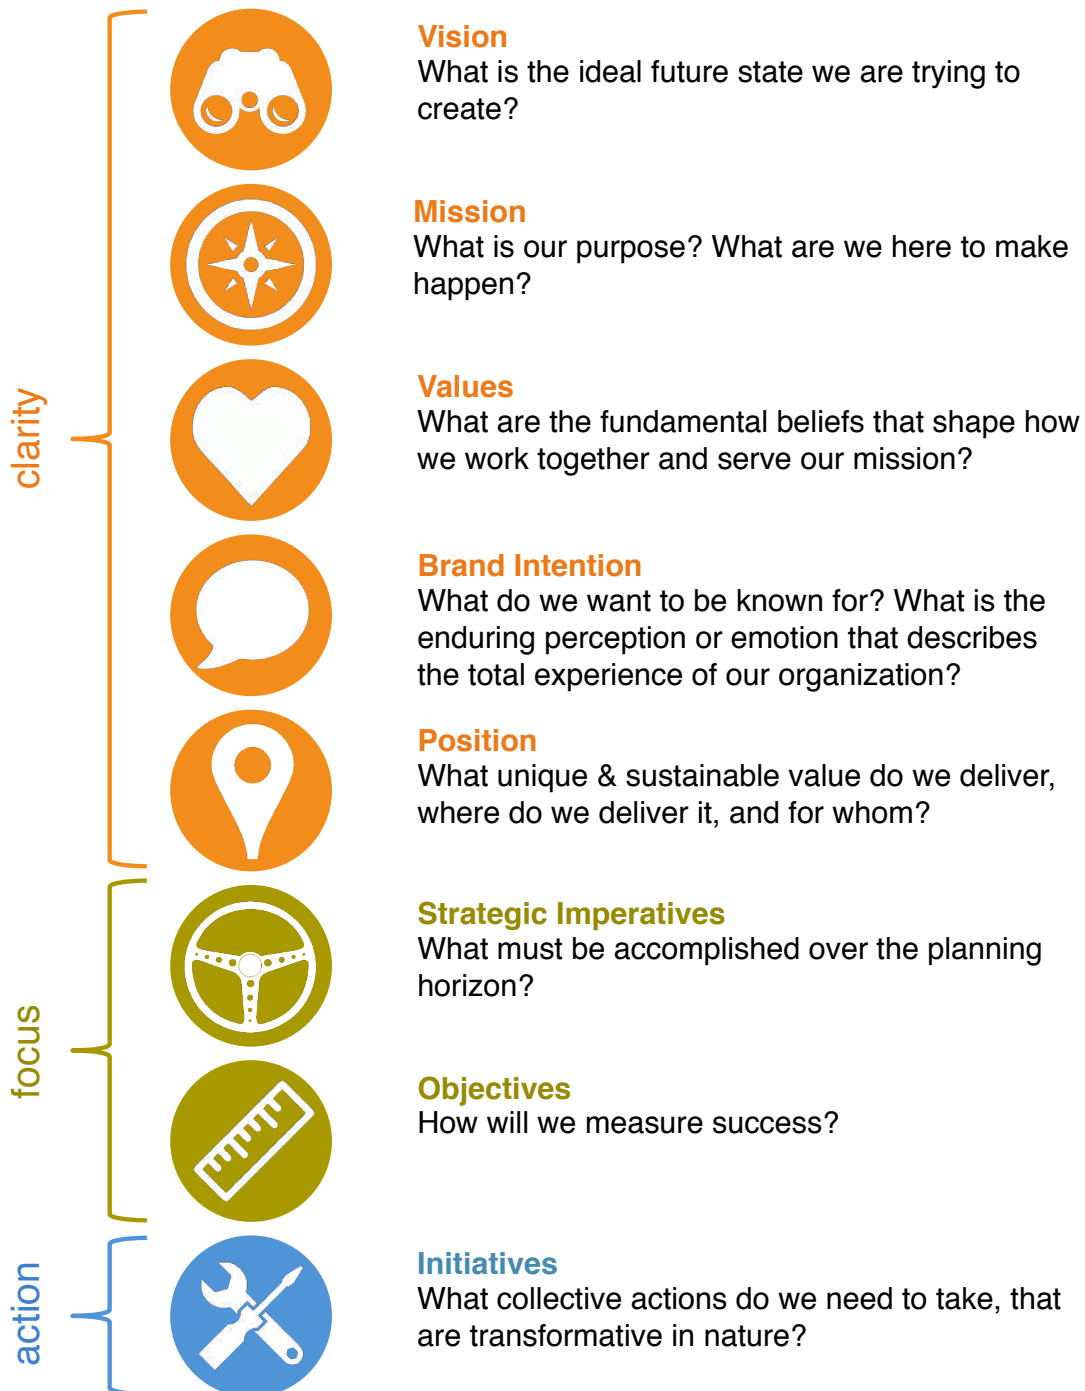 clarity
Vision
What is the ideal future state we are trying to
create?
Mission
What is our purpose? What are we here to make
happen?
Values
What are the fundamental beliefs that shape how
we work together and serve our mission?
Brand Intention
What do we want to be known for? What is the
enduring perception or emotion that describes
the total experience of our organization?
Position
What unique & sustainable value do we deliver,
where do we deliver it, and for whom?
focus
Strategic Imperatives
What must be accomplished over the planning
horizon?
Objectives
How will we measure success?
action
Initiatives
What collective actions do we need to take, that
are transformative in nature?